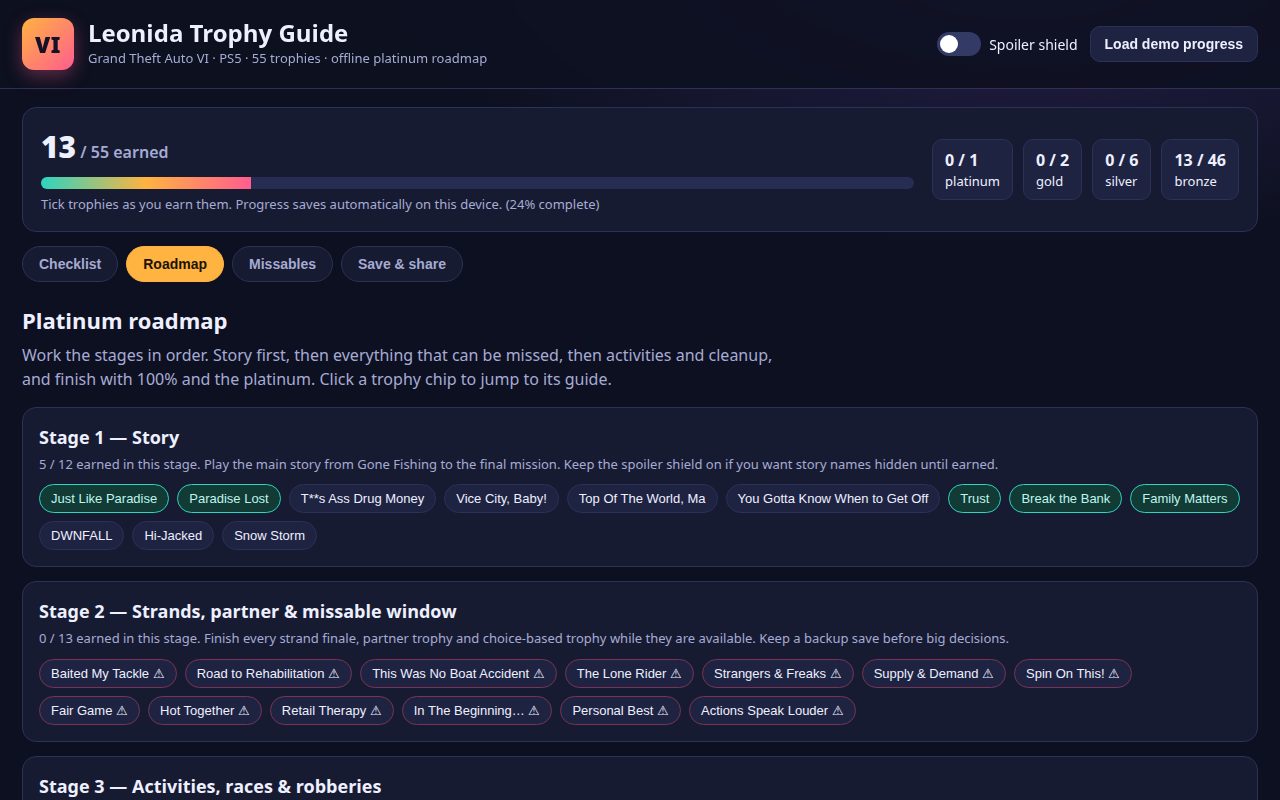 VI
Leonida Trophy Guide
Grand Theft Auto VI · PS5 · 55 trophies · offline platinum roadmap
Spoiler shield
Load demo progress
13 / 55 earned
Tick trophies as you earn them. Progress saves automatically on this device. (24% complete)
0 / 1
platinum
0 / 2
gold
0 / 6
silver
13 / 46
bronze
Checklist
Roadmap
Missables
Save & share
Platinum roadmap
Work the stages in order. Story first, then everything that can be missed, then activities and cleanup,
and finish with 100% and the platinum. Click a trophy chip to jump to its guide.
Stage 1 — Story
5 / 12 earned in this stage. Play the main story from Gone Fishing to the final mission. Keep the spoiler shield on if you want story names hidden until earned.
Just Like Paradise
Paradise Lost
T**s Ass Drug Money
Vice City, Baby!
Top Of The World, Ma
You Gotta Know When to Get Off
Trust
Break the Bank
Family Matters
DWNFALL
Hi-Jacked
Snow Storm
Stage 2 — Strands, partner & missable window
0 / 13 earned in this stage. Finish every strand finale, partner trophy and choice-based trophy while they are available. Keep a backup save before big decisions.
Baited My Tackle ⚠
Road to Rehabilitation ⚠
This Was No Boat Accident ⚠
The Lone Rider ⚠
Strangers & Freaks ⚠
Supply & Demand ⚠
Spin On This! ⚠
Fair Game ⚠
Hot Together ⚠
Retail Therapy ⚠
In The Beginning… ⚠
Personal Best ⚠
Actions Speak Louder ⚠
Stage 3 — Activities, races & robberies